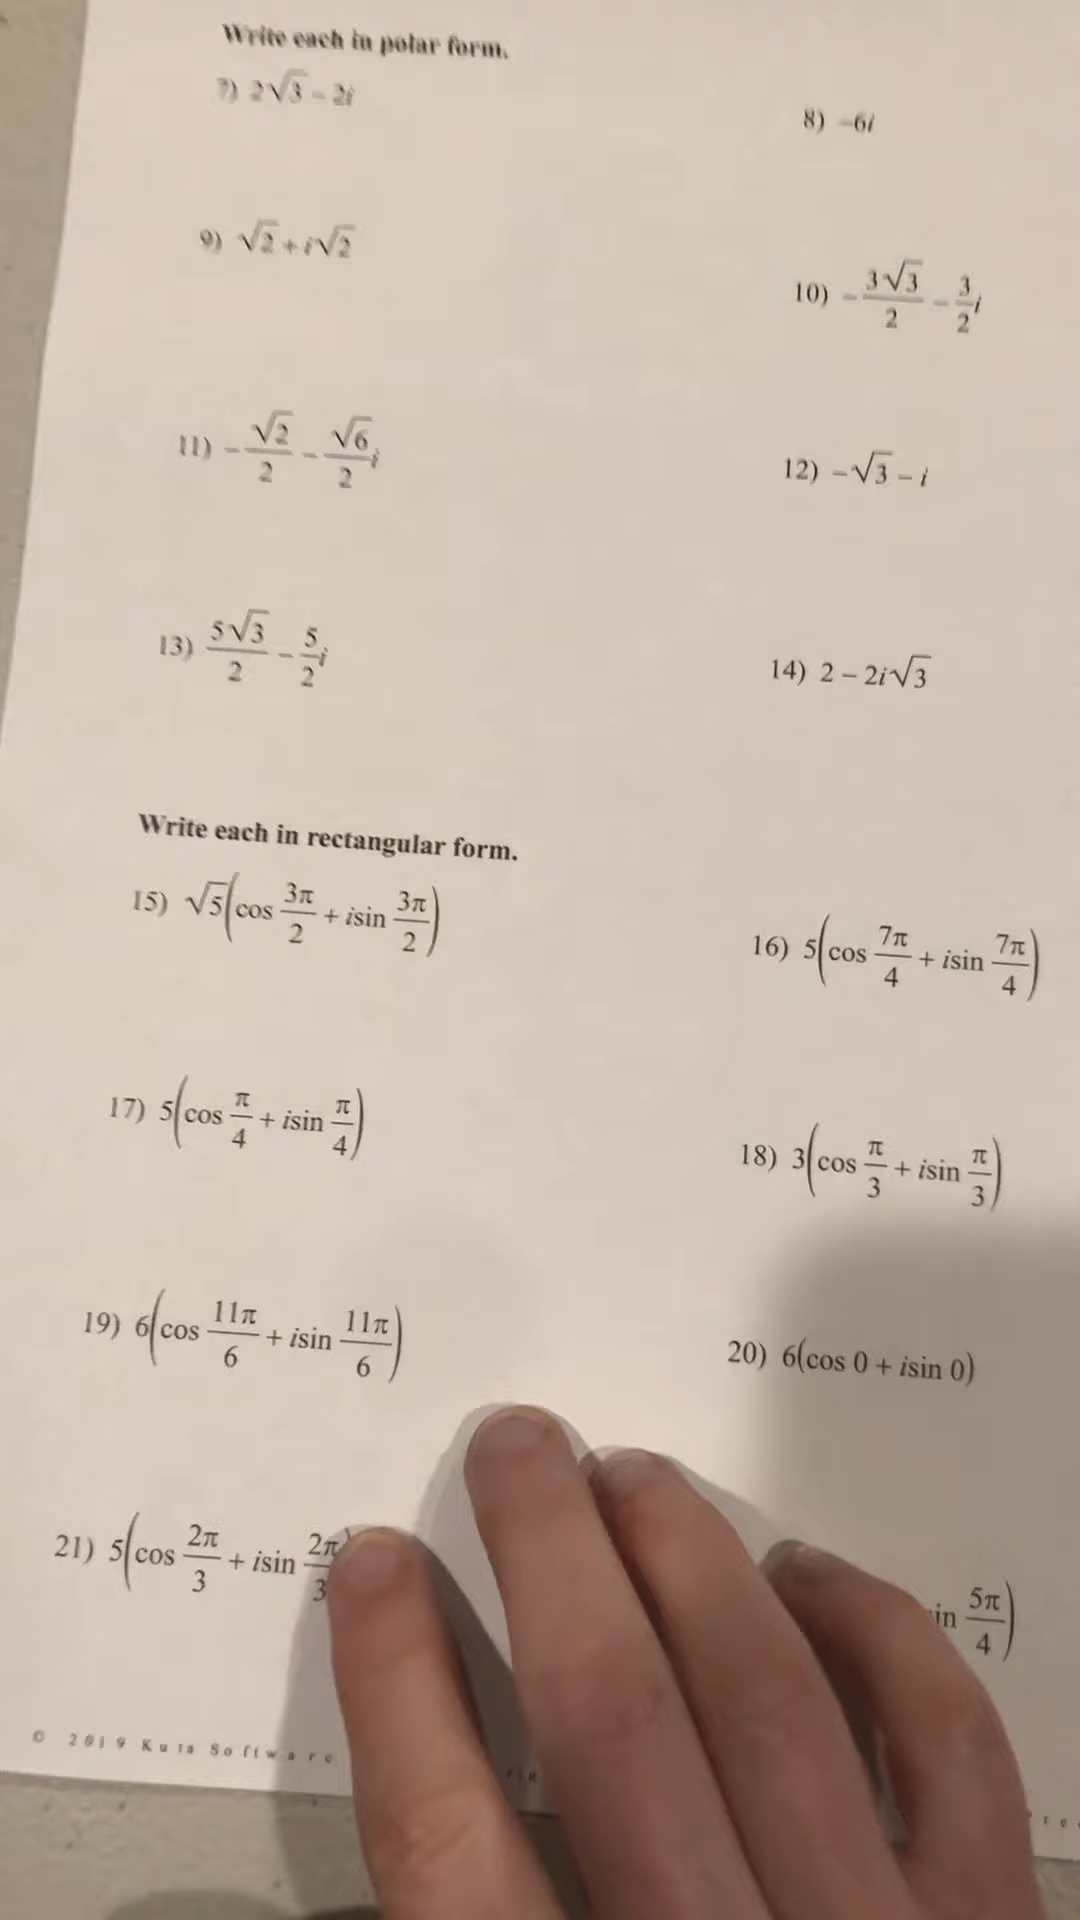 Write each in polar form.
7) 2√3 − 2i
8) −6i
9) √2 + i√2
10) −3√3/2 − 3/2 i
11) −√2/2 − √6/2 i
12) −√3 − i
13) 5√3/2 − 5/2 i
14) 2 − 2i√3
Write each in rectangular form.
15) √5(cos 3π/2 + isin 3π/2)
16) 5(cos 7π/4 + isin 7π/4)
17) 5(cos π/4 + isin π/4)
18) 3(cos π/3 + isin π/3)
19) 6(cos 11π/6 + isin 11π/6)
20) 6(cos 0 + isin 0)
21) 5(cos 2π/3 + isin 2π/3
in 5π/4)
© 2019 Kuta Software